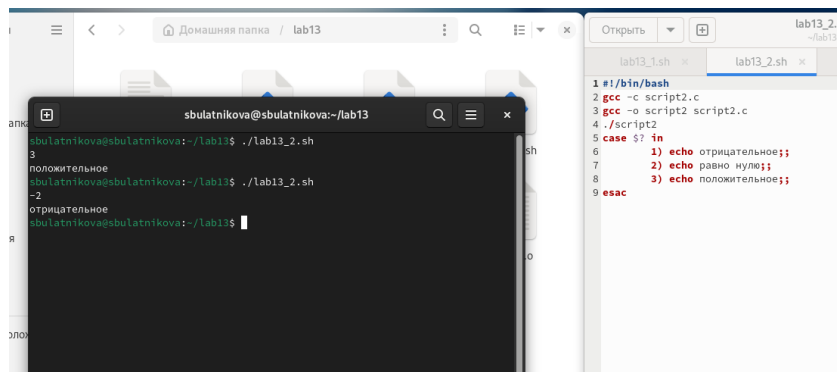 Домашняя папка / lab13
sbulatnikova@sbulatnikova:~/lab13
sbulatnikova@sbulatnikova:~/lab13$ ./lab13_2.sh
3
положительное
sbulatnikova@sbulatnikova:~/lab13$ ./lab13_2.sh
-2
отрицательное
sbulatnikova@sbulatnikova:~/lab13$
sh
.o
Открыть
lab13_2.
~/lab13
lab13_1.sh
lab13_2.sh
1 #!/bin/bash
2 gcc -c script2.c
3 gcc -o script2 script2.c
4 ./script2
5 case $? in
6 1) echo отрицательное;;
7 2) echo равно нулю;;
8 3) echo положительное;;
9 esac